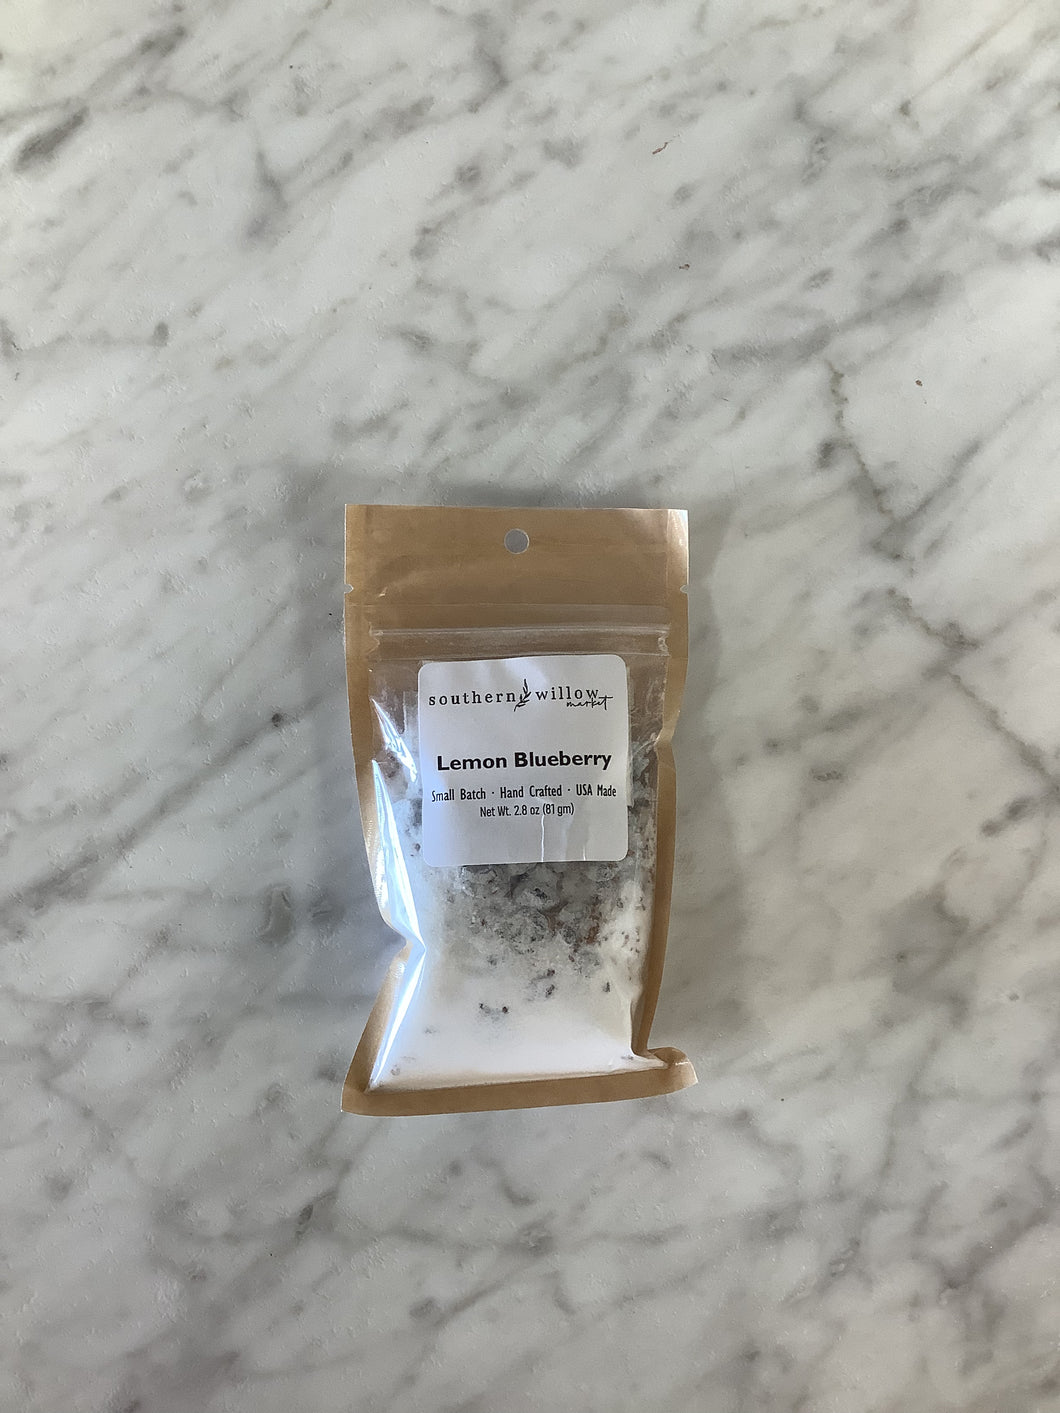 southern willow
market
Lemon Blueberry
Small Batch · Hand Crafted · USA Made
Net Wt. 2.8 oz (81 gm)